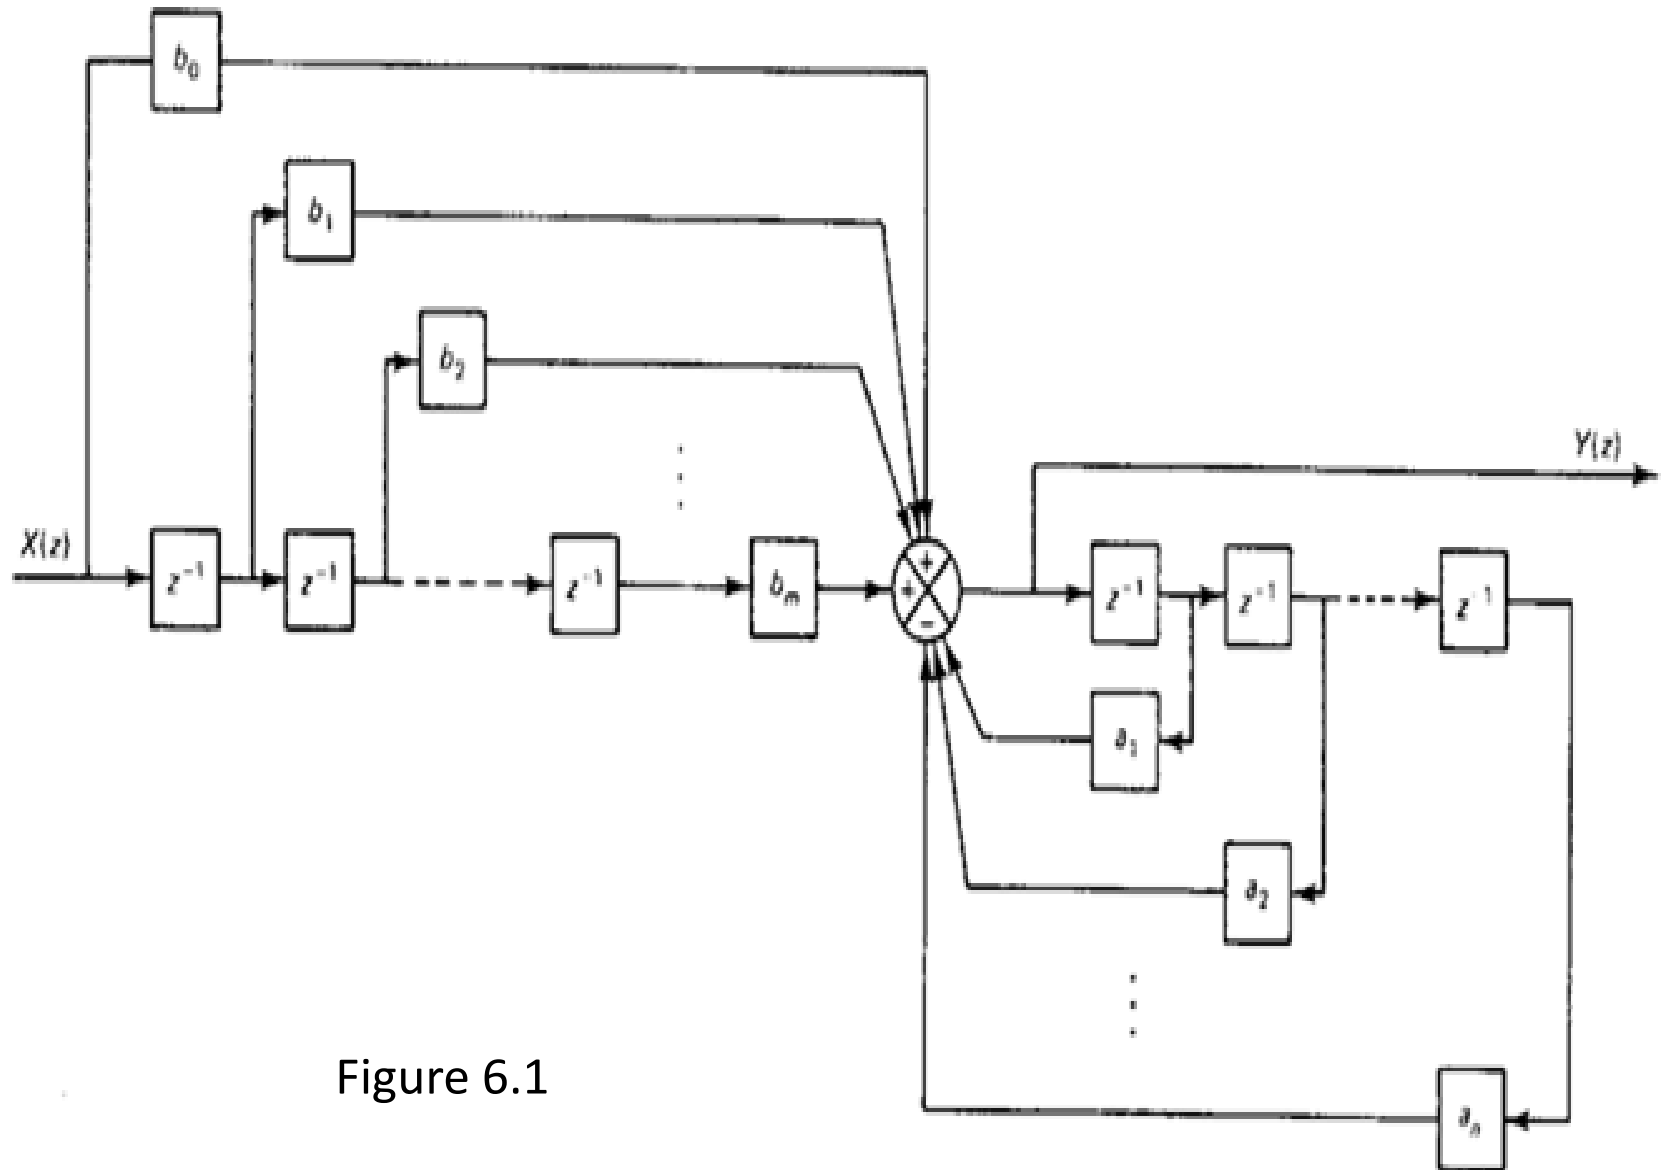 b₀
b₁
b₂
Y(z)
X(z)
z⁻¹
z⁻¹
z⁻¹
bₘ
+
+
−
z⁻¹
z⁻¹
z⁻¹
a₁
a₂
aₙ
Figure 6.1